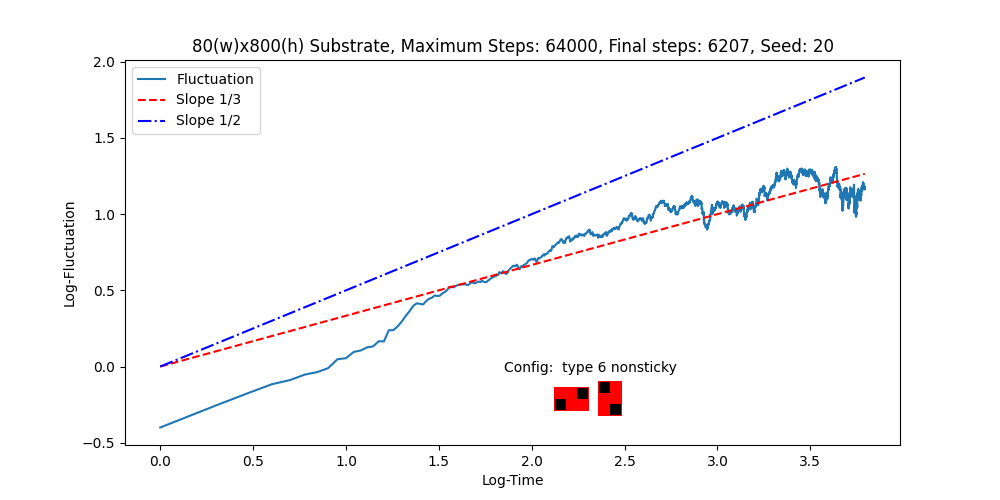 80(w)x800(h) Substrate, Maximum Steps: 64000, Final steps: 6207, Seed: 20
Fluctuation
Slope 1/3
Slope 1/2
2.0
1.5
1.0
0.5
0.0
−0.5
Log-Fluctuation
Config:  type 6 nonsticky
0.0 0.5 1.0 1.5 2.0 2.5 3.0 3.5
Log-Time